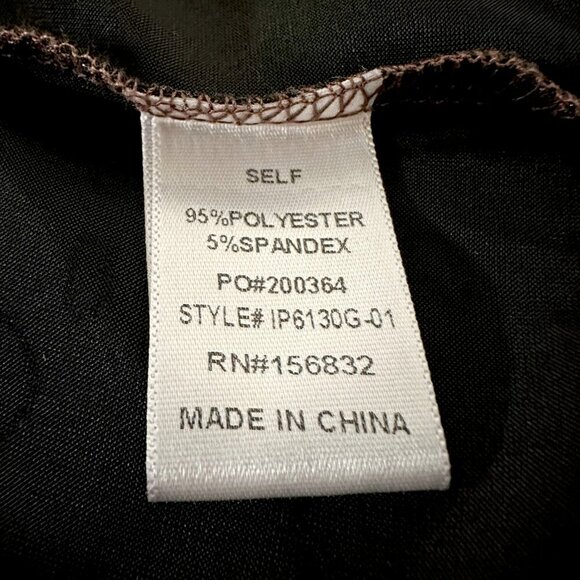 SELF
95%POLYESTER
5%SPANDEX
PO#200364
STYLE# IP6130G-01
RN#156832
MADE IN CHINA